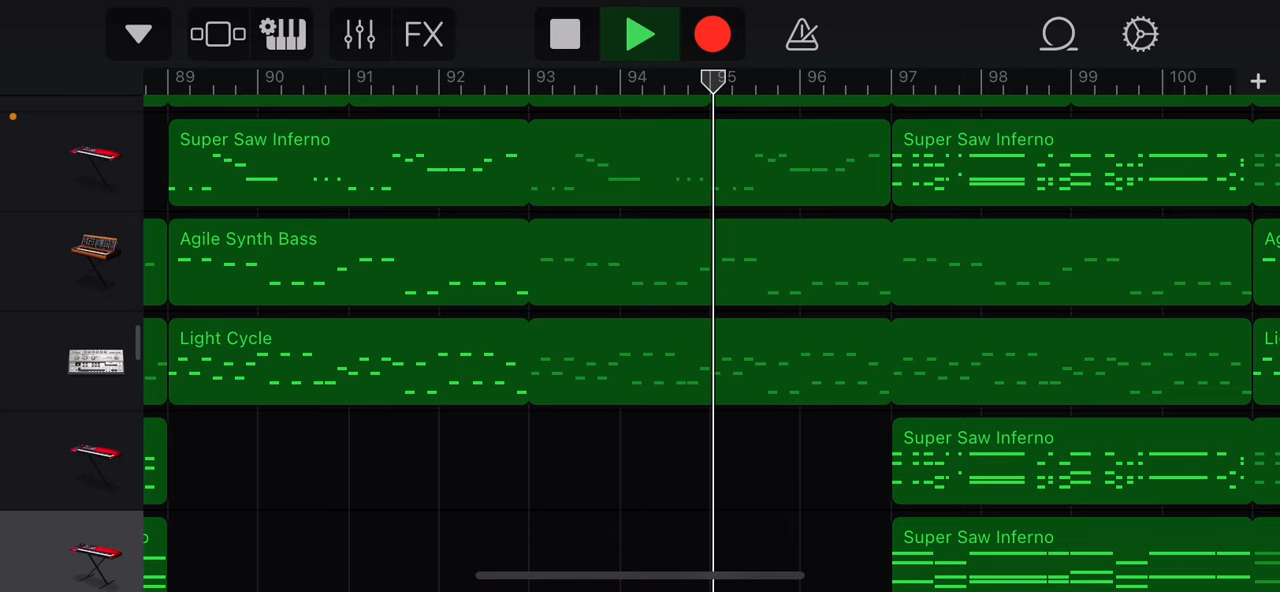 FX
89 90 91 92 93 94 95 96 97 98 99 100 +
Super Saw Inferno Super Saw Inferno
Agile Synth Bass
Light Cycle
Super Saw Inferno
Super Saw Inferno